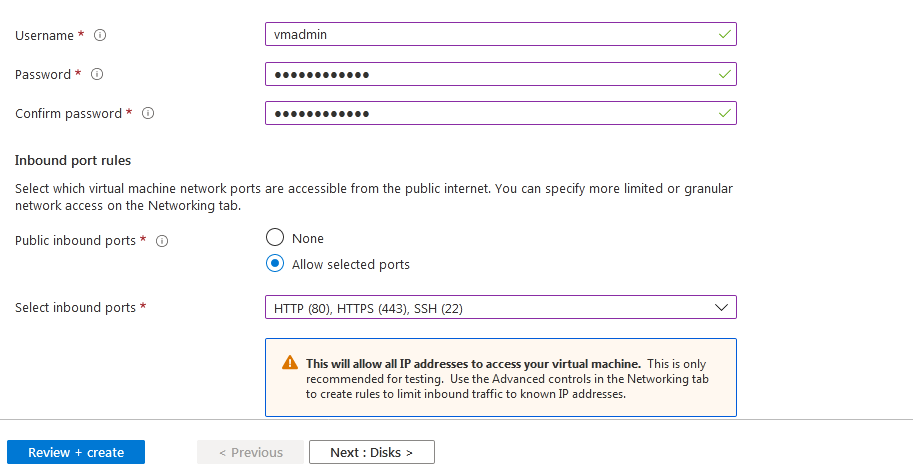 Username *
vmadmin
Password *
●●●●●●●●●●●●
Confirm password *
●●●●●●●●●●●●
Inbound port rules
Select which virtual machine network ports are accessible from the public internet. You can specify more limited or granular
network access on the Networking tab.
Public inbound ports *
None
Allow selected ports
Select inbound ports *
HTTP (80), HTTPS (443), SSH (22)
This will allow all IP addresses to access your virtual machine. This is only
recommended for testing. Use the Advanced controls in the Networking tab
to create rules to limit inbound traffic to known IP addresses.
Review + create
< Previous
Next : Disks >